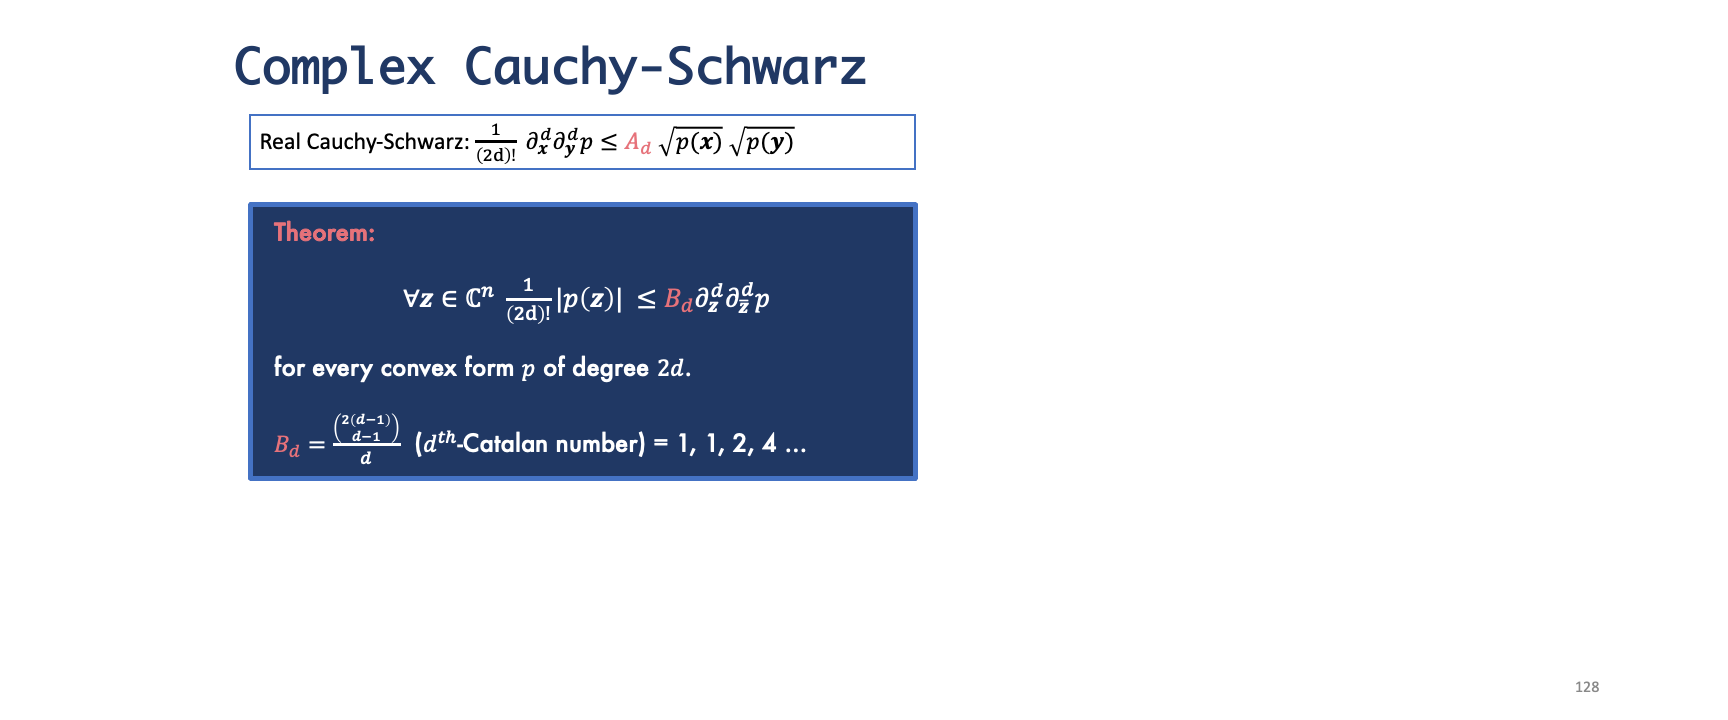 Complex Cauchy-Schwarz
Real Cauchy-Schwarz: $\frac{1}{(2d)!} \partial_{\boldsymbol{x}}^{d} \partial_{\boldsymbol{y}}^{d} p \leq A_d \sqrt{p(\boldsymbol{x})} \sqrt{p(\boldsymbol{y})}$
Theorem:
$\forall \boldsymbol{z} \in \mathbb{C}^n \ \frac{1}{(2d)!} |p(\boldsymbol{z})| \leq B_d \partial_{\boldsymbol{z}}^{d} \partial_{\bar{\boldsymbol{z}}}^{d} p$
for every convex form $p$ of degree $2d$.
$B_d = \frac{\binom{2(d-1)}{d-1}}{d}$ ($d^{th}$-Catalan number) = 1, 1, 2, 4 ...
128